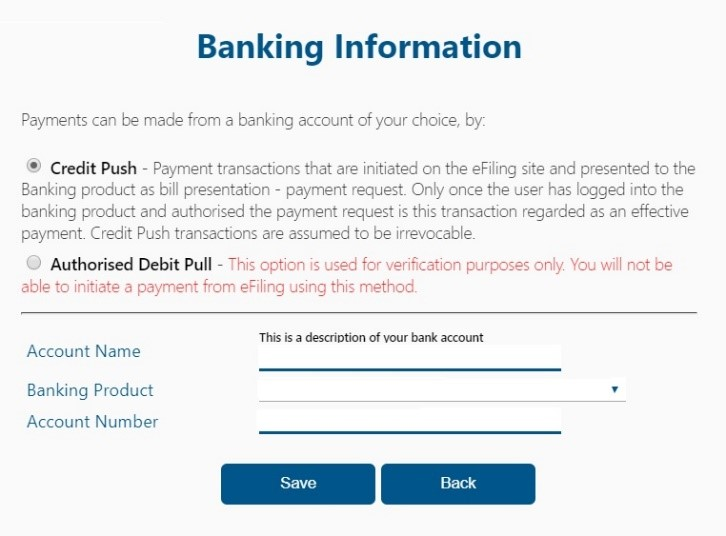 Banking Information
Payments can be made from a banking account of your choice, by:
Credit Push - Payment transactions that are initiated on the eFiling site and presented to the
Banking product as bill presentation - payment request. Only once the user has logged into the
banking product and authorised the payment request is this transaction regarded as an effective
payment. Credit Push transactions are assumed to be irrevocable.
Authorised Debit Pull - This option is used for verification purposes only. You will not be
able to initiate a payment from eFiling using this method.
This is a description of your bank account
Account Name
Banking Product
Account Number
Save Back